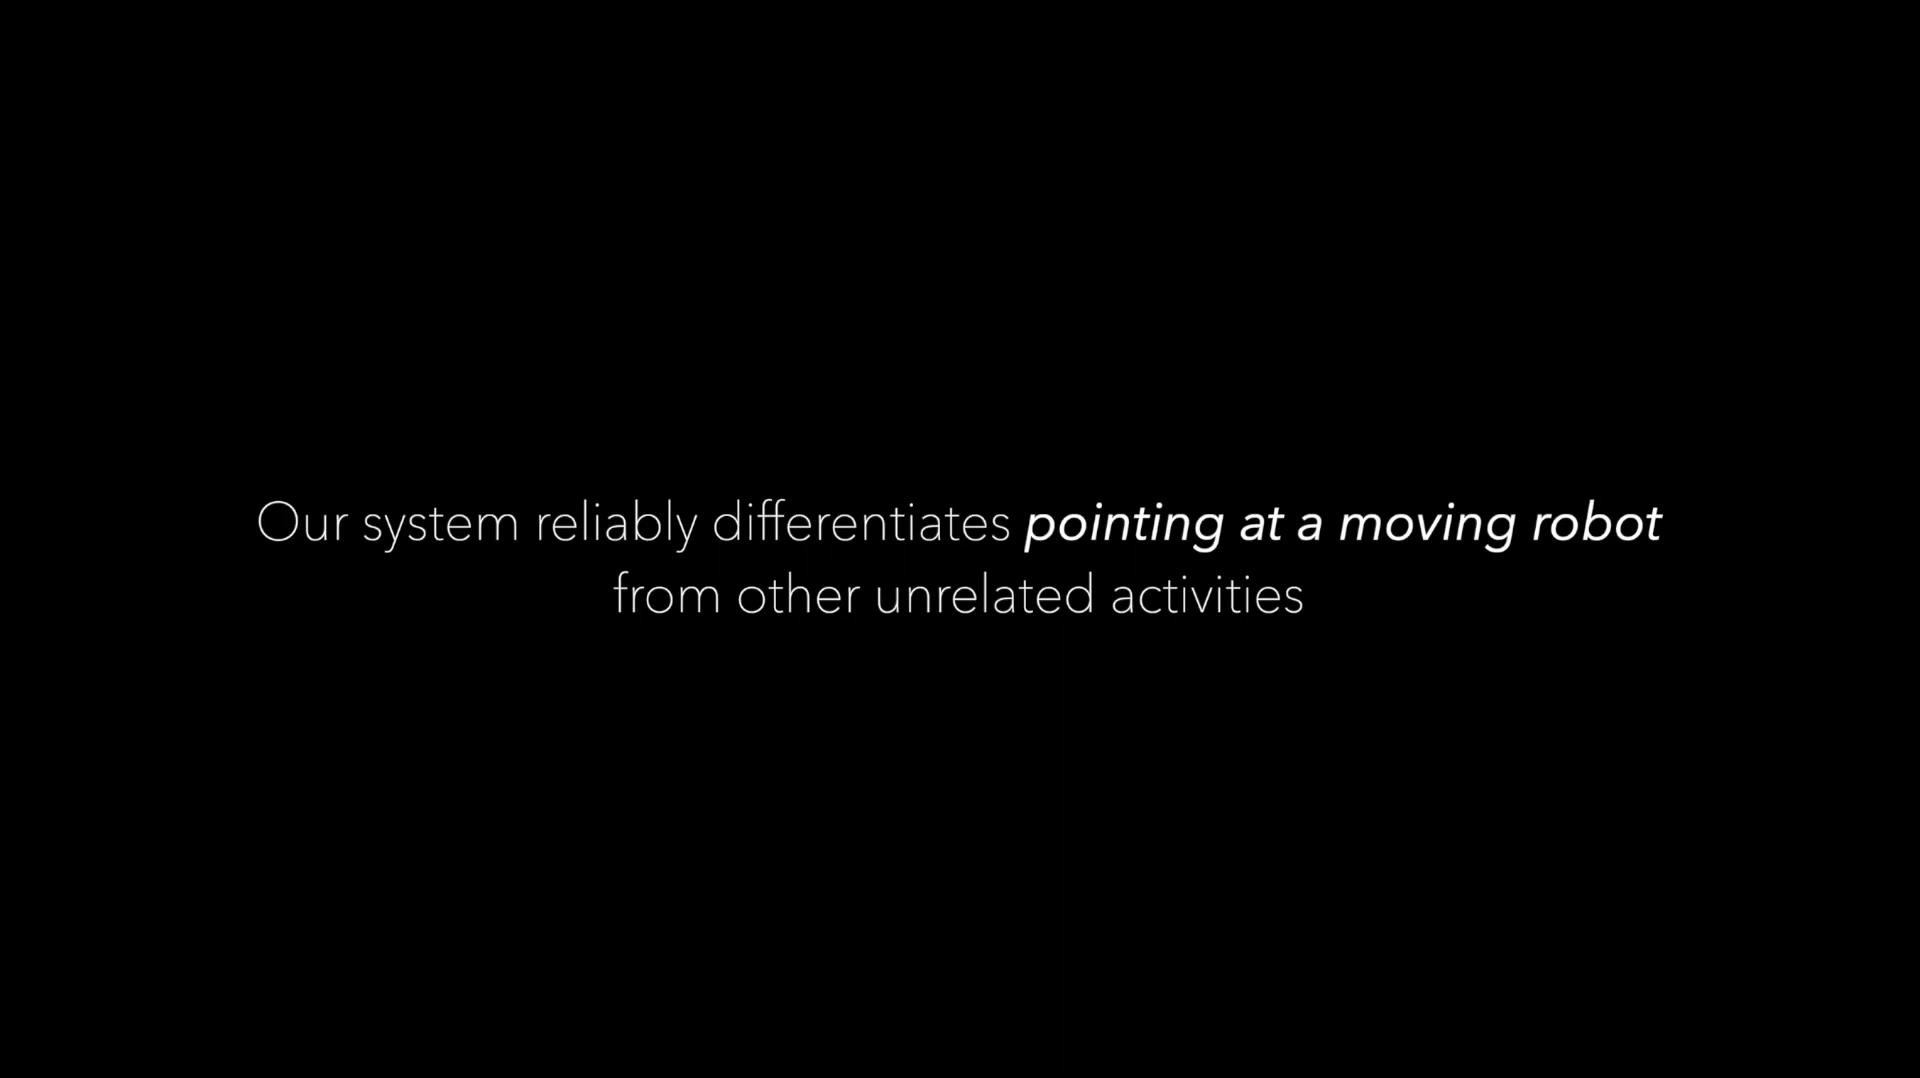 Our system reliably differentiates pointing at a moving robot
from other unrelated activities